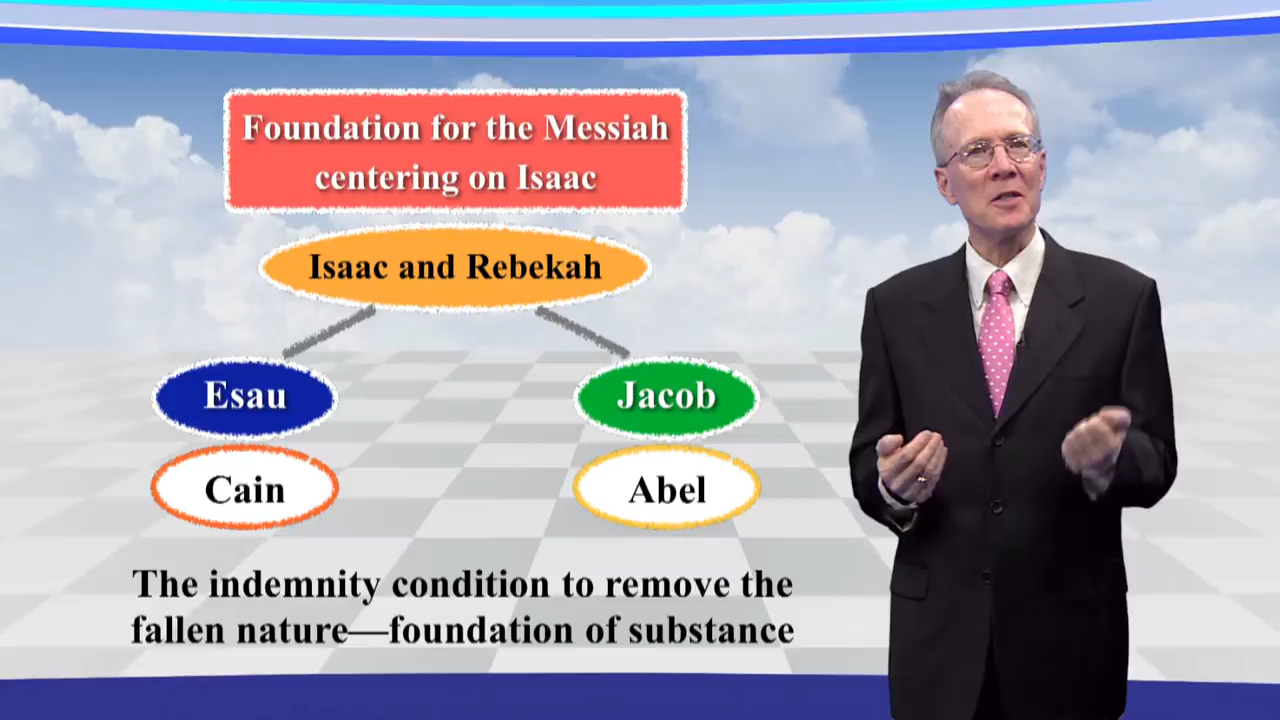 Foundation for the Messiah
centering on Isaac
Isaac and Rebekah
Esau
Jacob
Cain
Abel
The indemnity condition to remove the
fallen nature—foundation of substance